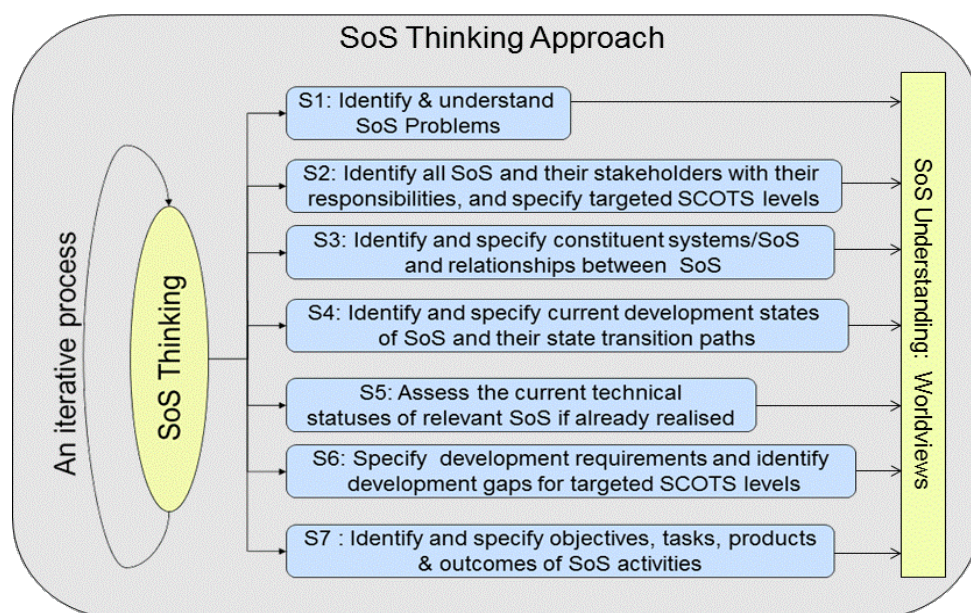 SoS Thinking Approach
An iterative process
SoS Thinking
S1: Identify & understand
SoS Problems
S2: Identify all SoS and their stakeholders with their
responsibilities, and specify targeted SCOTS levels
S3: Identify and specify constituent systems/SoS
and relationships between SoS
S4: Identify and specify current development states
of SoS and their state transition paths
S5: Assess the current technical
statuses of relevant SoS if already realised
S6: Specify development requirements and identify
development gaps for targeted SCOTS levels
S7 : Identify and specify objectives, tasks, products
& outcomes of SoS activities
SoS Understanding: Worldviews